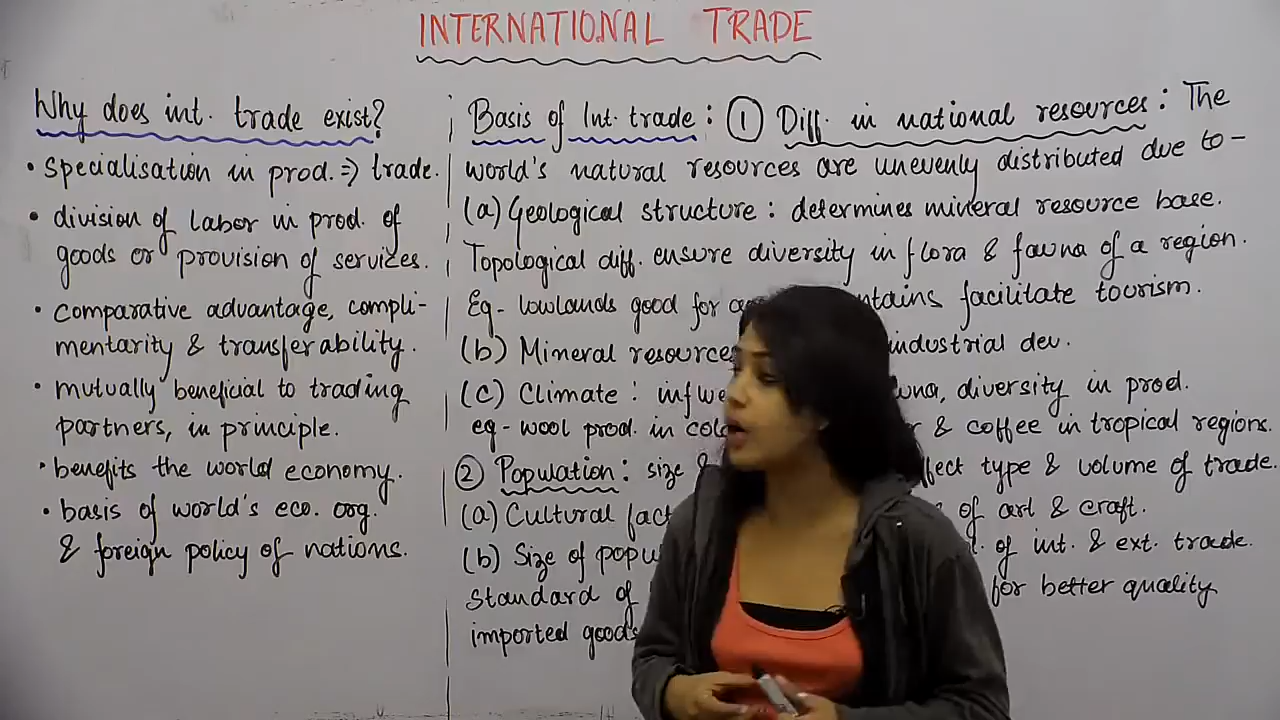 INTERNATIONAL TRADE
Why does int. trade exist?
• specialisation in prod. ⇒ trade.
• division of labor in prod. of
goods or provision of services.
• comparative advantage, compli-
mentarity & transferability.
• mutually beneficial to trading
partners, in principle.
• benefits the world economy.
• basis of world's eco. org.
& foreign policy of nations.
Basis of Int. trade : ① Diff. in national resources : The
world's natural resources are unevenly distributed due to -
(a) Geological structure : determines mineral resource base.
Topological diff. ensure diversity in flora & fauna of a region.
Eg - lowlands good for facilitate tourism.
(b) Mineral resources industrial dev.
(c) Climate : diversity in prod.
eg - wool prod. in & coffee in tropical regions.
② Population : size & type & volume of trade.
(a) Cultural of art & craft.
(b) Size of of int. & ext. trade.
Standard of for better quality
imported goods